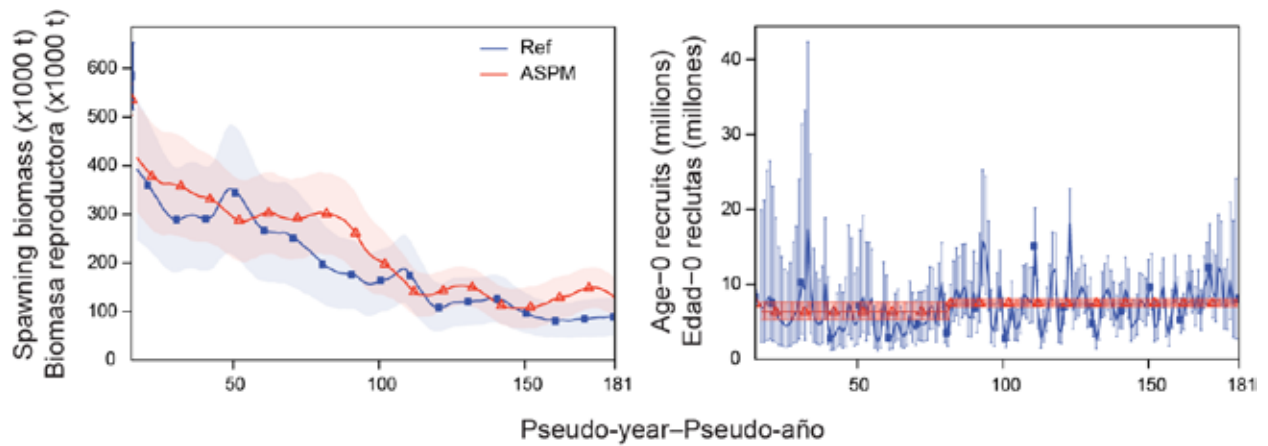 Spawning biomass (x1000 t)
Biomasa reproductora (x1000 t)
600
500
400
300
200
100
0
50
100
150
181
Ref
ASPM
Age−0 recruits (millions)
Edad−0 reclutas (millones)
40
30
20
10
0
50
100
150
181
Pseudo-year–Pseudo-año